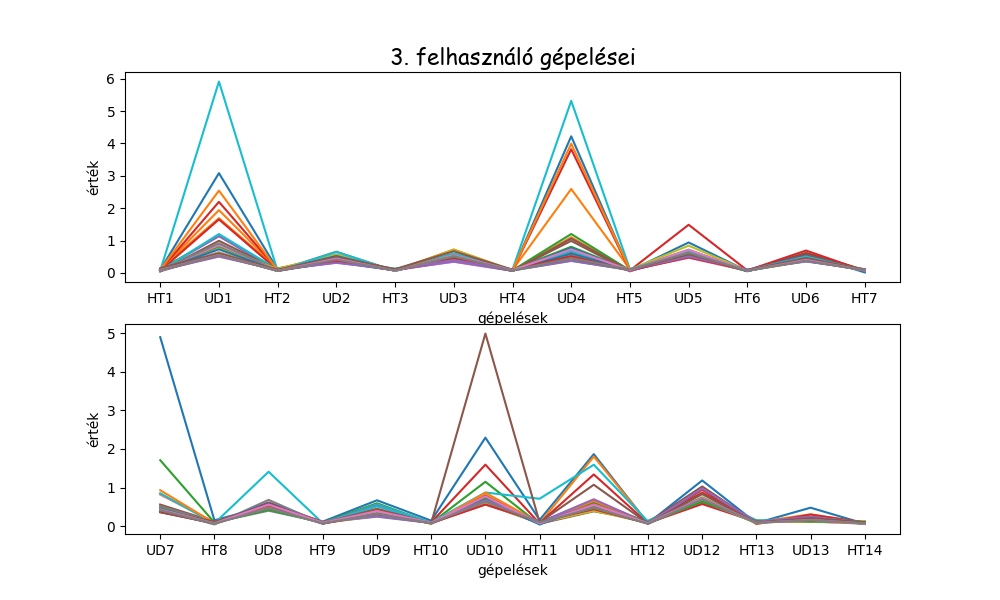 3. felhasználó gépelései
6
5
4
3
2
1
0
érték
HT1 UD1 HT2 UD2 HT3 UD3 HT4 UD4 HT5 UD5 HT6 UD6 HT7
gépelések
5
4
3
2
1
0
érték
UD7 HT8 UD8 HT9 UD9 HT10 UD10 HT11 UD11 HT12 UD12 HT13 UD13 HT14
gépelések